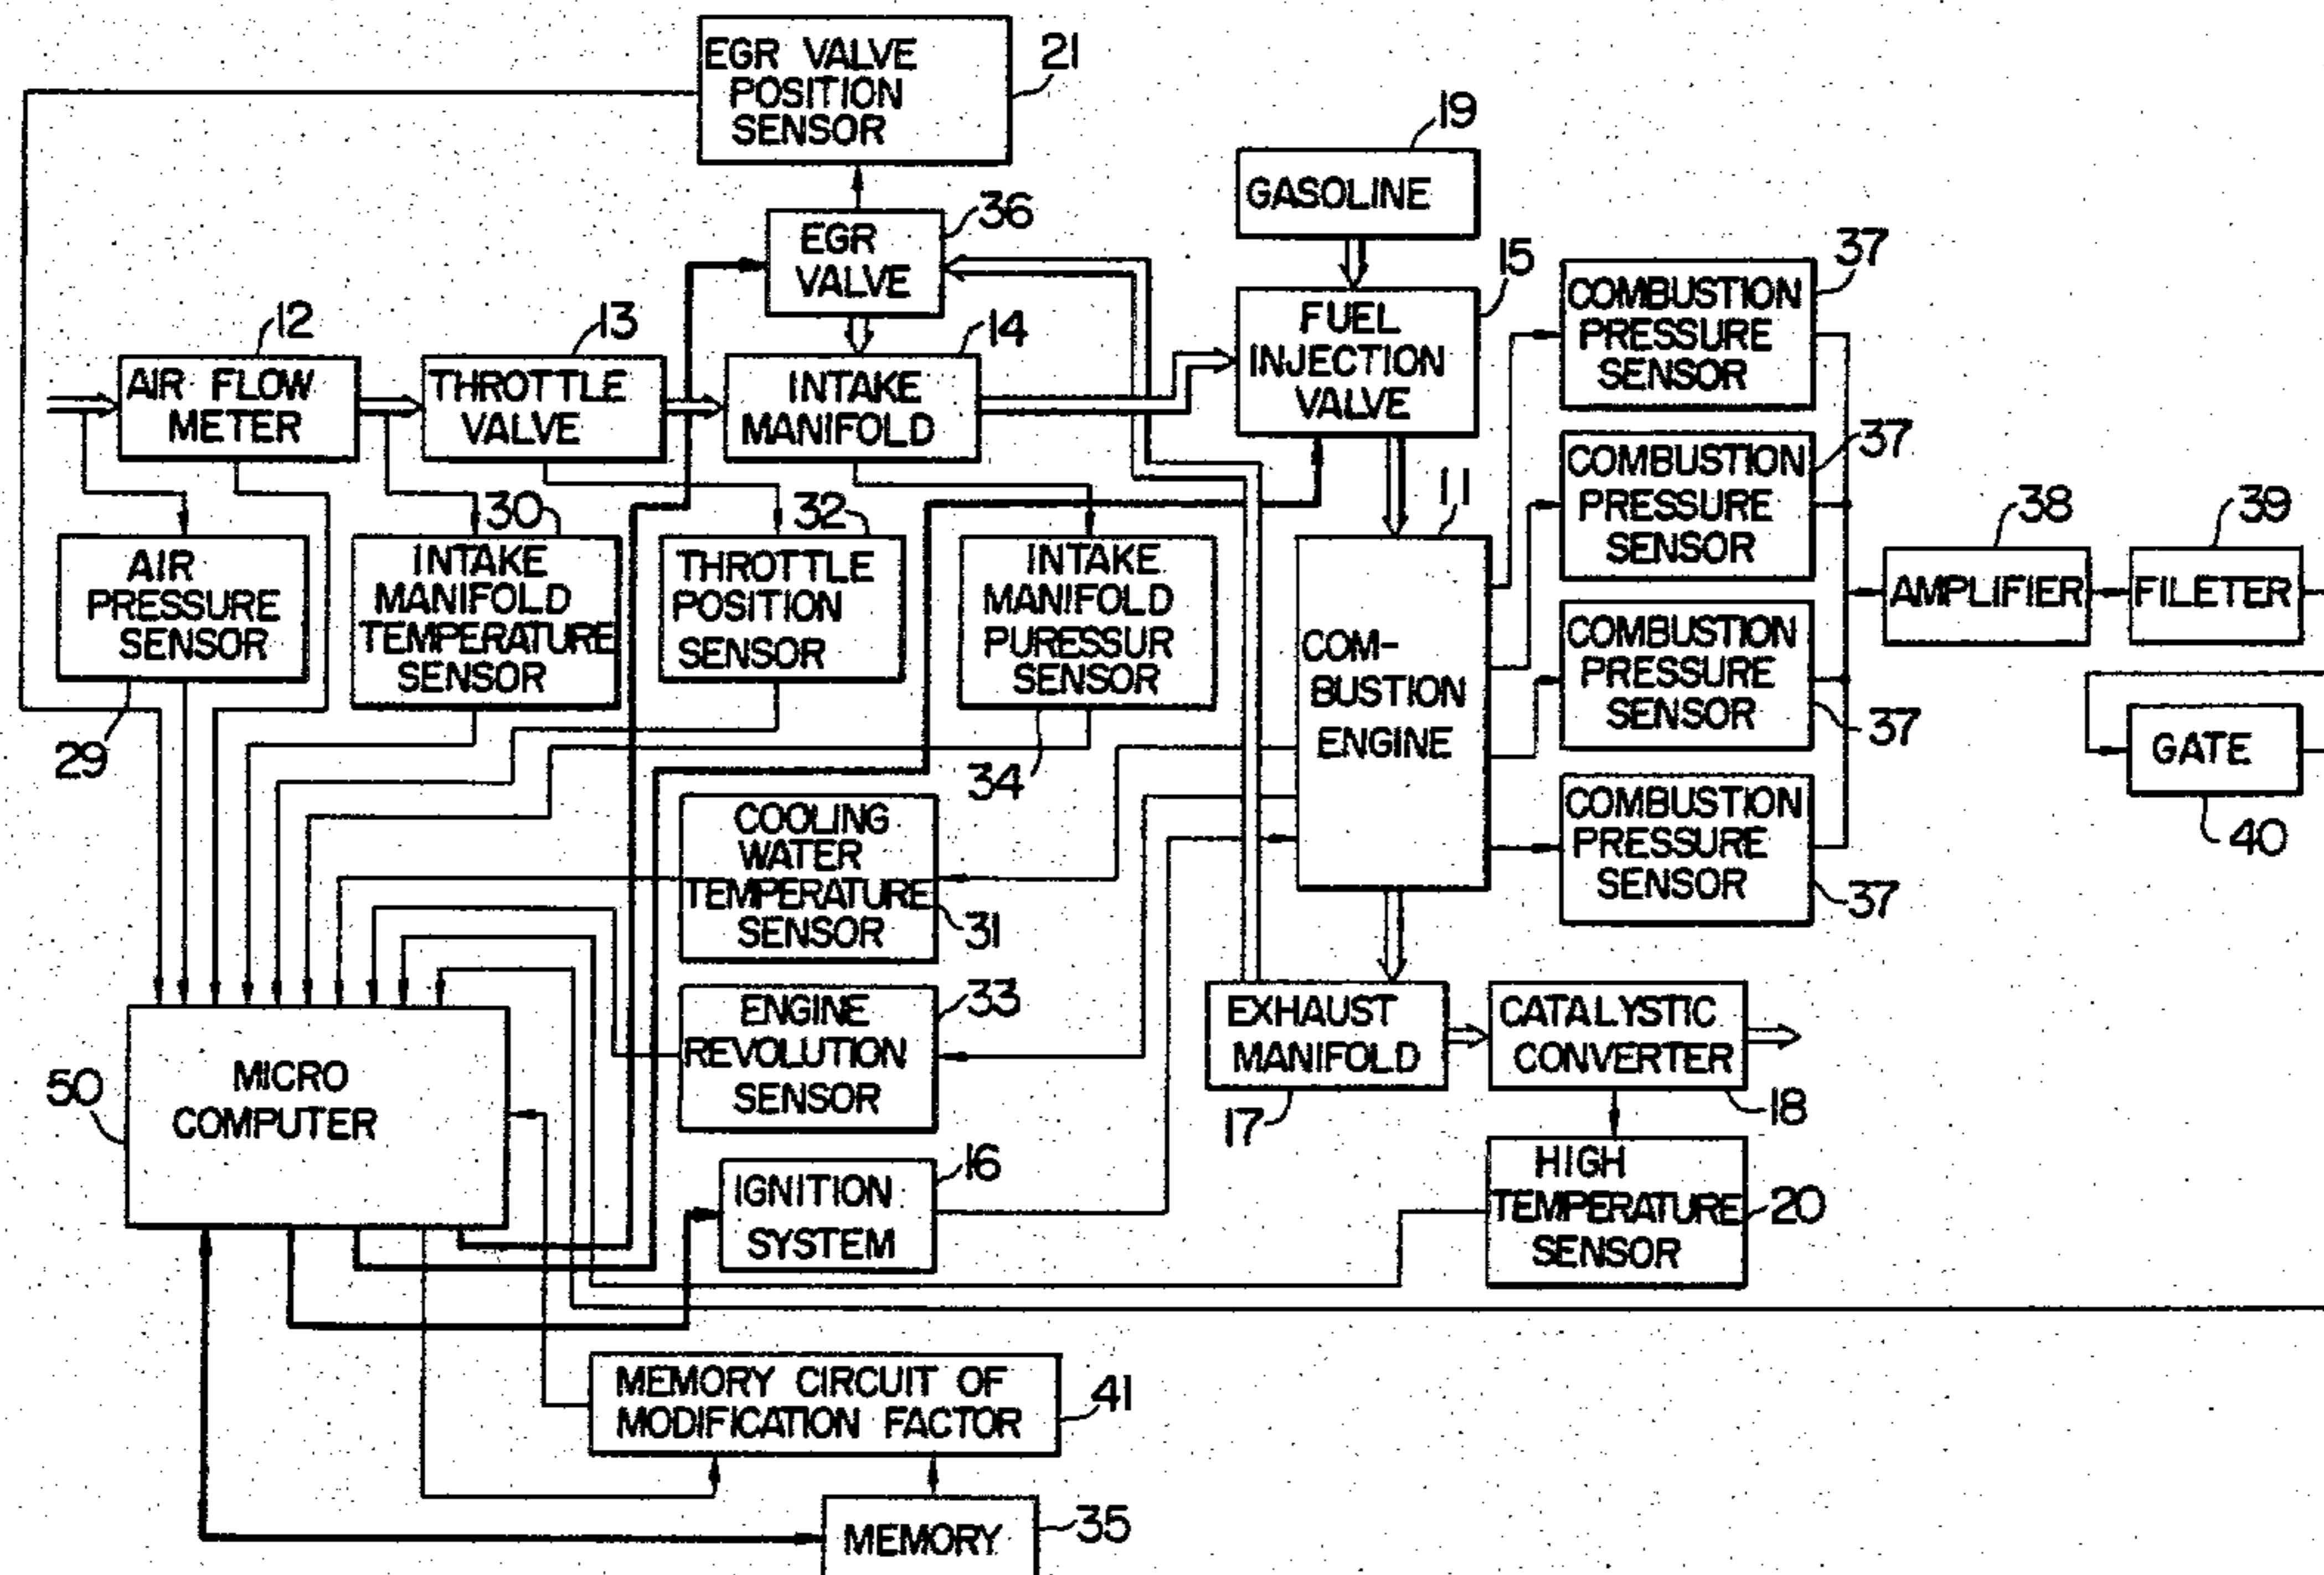 EGR VALVE
POSITION
SENSOR
21
19
GASOLINE
EGR
VALVE
36
12
13
14
15
37
AIR FLOW
METER
THROTTLE
VALVE
INTAKE
MANIFOLD
FUEL
INJECTION
VALVE
COMBUSTION
PRESSURE
SENSOR
COMBUSTION
PRESSURE
SENSOR
37
30
32
11
38
39
AIR
PRESSURE
SENSOR
29
INTAKE
MANIFOLD
TEMPERATURE
SENSOR
THROTTLE
POSITION
SENSOR
INTAKE
MANIFOLD
PURESSUR
SENSOR
34
COM-
BUSTION
ENGINE
COMBUSTION
PRESSURE
SENSOR
37
AMPLIFIER
FILETER
GATE
40
COMBUSTION
PRESSURE
SENSOR
37
COOLING
WATER
TEMPERATURE
SENSOR
31
ENGINE
REVOLUTION
SENSOR
33
EXHAUST
MANIFOLD
17
CATALYSTIC
CONVERTER
18
50
MICRO
COMPUTER
IGNITION
SYSTEM
16
HIGH
TEMPERATURE
SENSOR
20
MEMORY CIRCUIT OF
MODIFICATION FACTOR
41
MEMORY
35